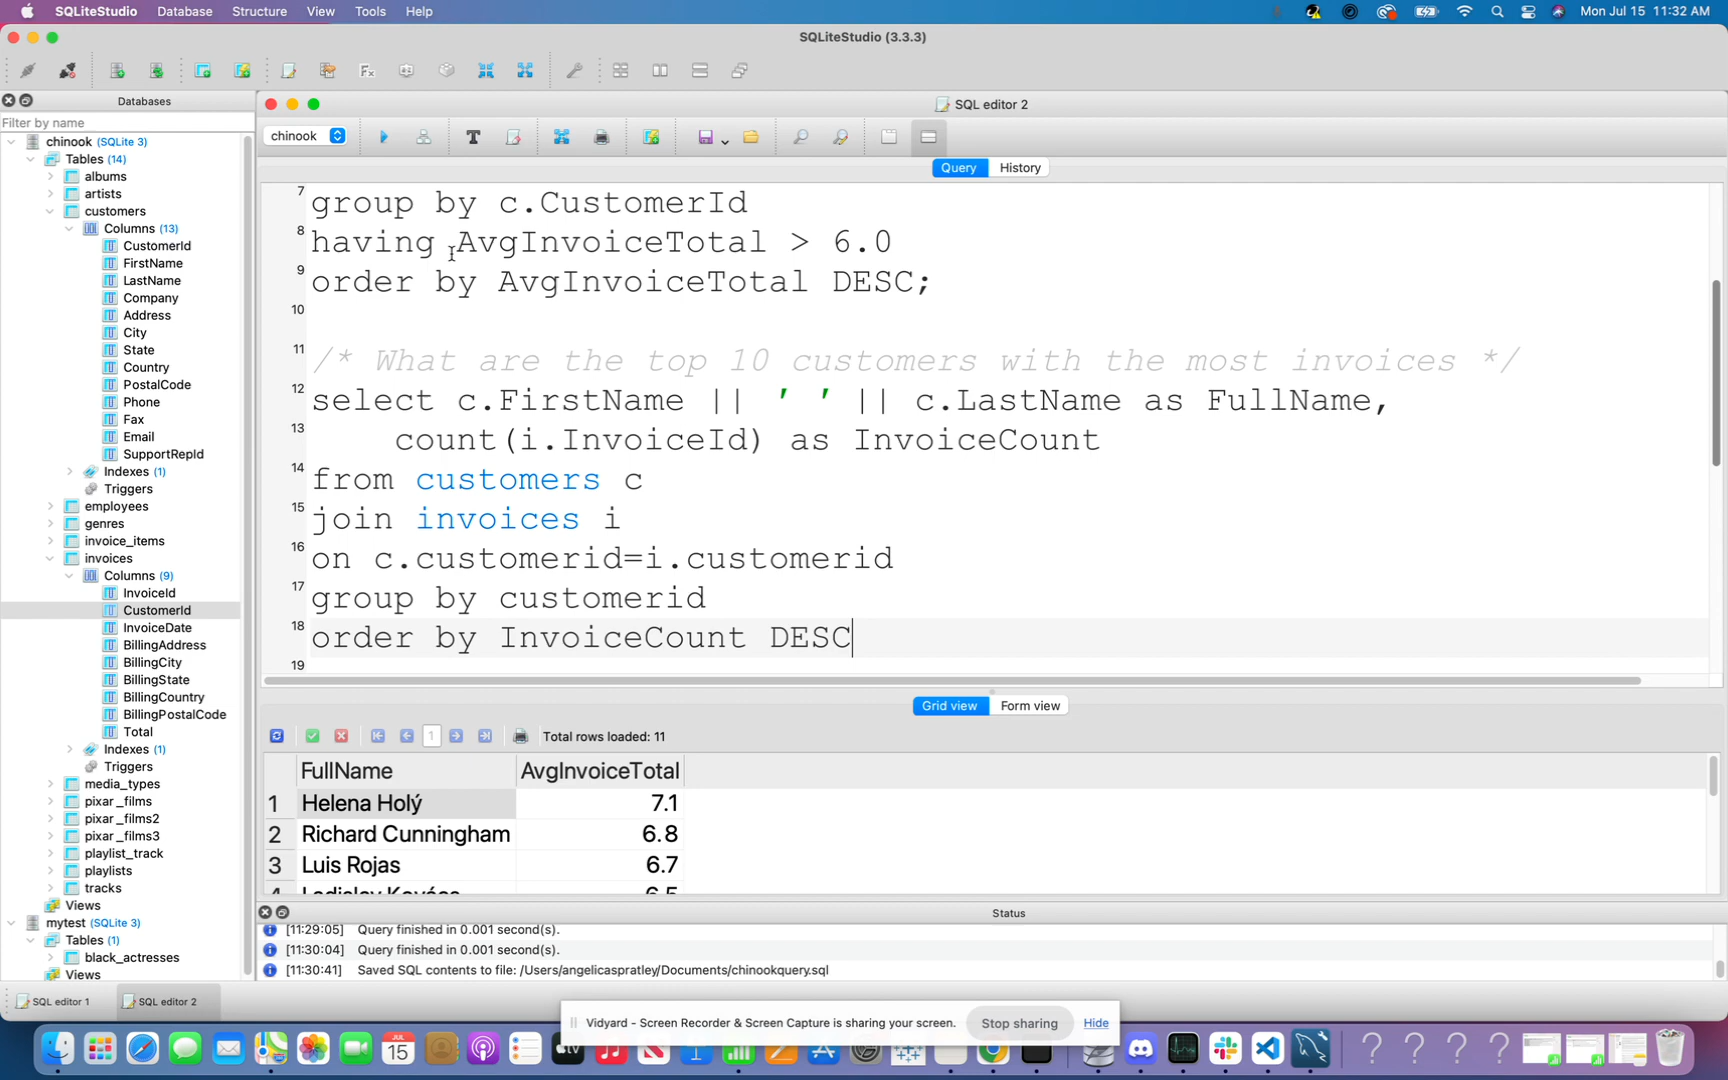 SQLiteStudio Database Structure View Tools Help Mon Jul 15 11:32 AM
SQLiteStudio (3.3.3)
Databases
Filter by name
chinook (SQLite 3)
Tables (14)
albums
artists
customers
Columns (13)
CustomerId
FirstName
LastName
Company
Address
City
State
Country
PostalCode
Phone
Fax
Email
SupportRepId
Indexes (1)
Triggers
employees
genres
invoice_items
invoices
Columns (9)
InvoiceId
CustomerId
InvoiceDate
BillingAddress
BillingCity
BillingState
BillingCountry
BillingPostalCode
Total
Indexes (1)
Triggers
media_types
pixar_films
pixar_films2
pixar_films3
playlist_track
playlists
tracks
Views
mytest (SQLite 3)
Tables (1)
black_actresses
Views
SQL editor 2
chinook
Query History
7 group by c.CustomerId
8 having AvgInvoiceTotal > 6.0
9 order by AvgInvoiceTotal DESC;
10
11 /* What are the top 10 customers with the most invoices */
12 select c.FirstName || ' ' || c.LastName as FullName,
13 count(i.InvoiceId) as InvoiceCount
14 from customers c
15 join invoices i
16 on c.customerid=i.customerid
17 group by customerid
18 order by InvoiceCount DESC
19
Grid view Form view
1 Total rows loaded: 11
FullName AvgInvoiceTotal
1 Helena Holý 7.1
2 Richard Cunningham 6.8
3 Luis Rojas 6.7
4 Ladislav Kovács 6.5
Status
[11:29:05] Query finished in 0.001 second(s).
[11:30:04] Query finished in 0.001 second(s).
[11:30:41] Saved SQL contents to file: /Users/angelicaspratley/Documents/chinookquery.sql
SQL editor 1 SQL editor 2
Vidyard - Screen Recorder & Screen Capture is sharing your screen. Stop sharing Hide
JUL
15